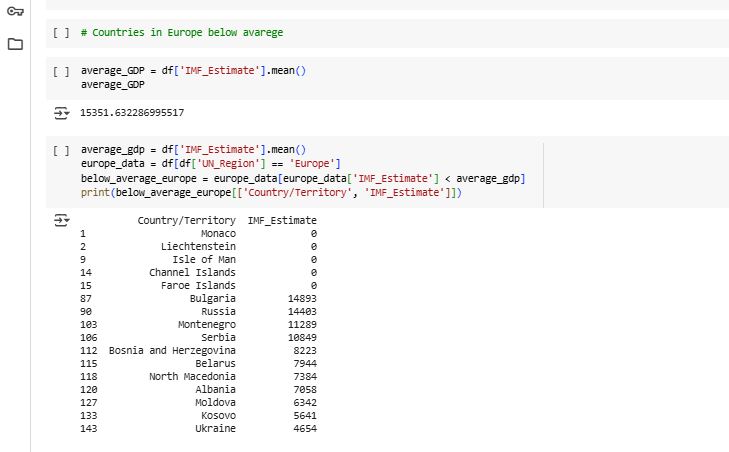 [ ] # Countries in Europe below avarege
[ ] average_GDP = df['IMF_Estimate'].mean()
average_GDP
15351.632286995517
[ ] average_gdp = df['IMF_Estimate'].mean()
europe_data = df[df['UN_Region'] == 'Europe']
below_average_europe = europe_data[europe_data['IMF_Estimate'] < average_gdp]
print(below_average_europe[['Country/Territory', 'IMF_Estimate']])
Country/Territory IMF_Estimate
1 Monaco 0
2 Liechtenstein 0
9 Isle of Man 0
14 Channel Islands 0
15 Faroe Islands 0
87 Bulgaria 14893
90 Russia 14403
103 Montenegro 11289
106 Serbia 10849
112 Bosnia and Herzegovina 8223
115 Belarus 7944
118 North Macedonia 7384
120 Albania 7058
127 Moldova 6342
133 Kosovo 5641
143 Ukraine 4654